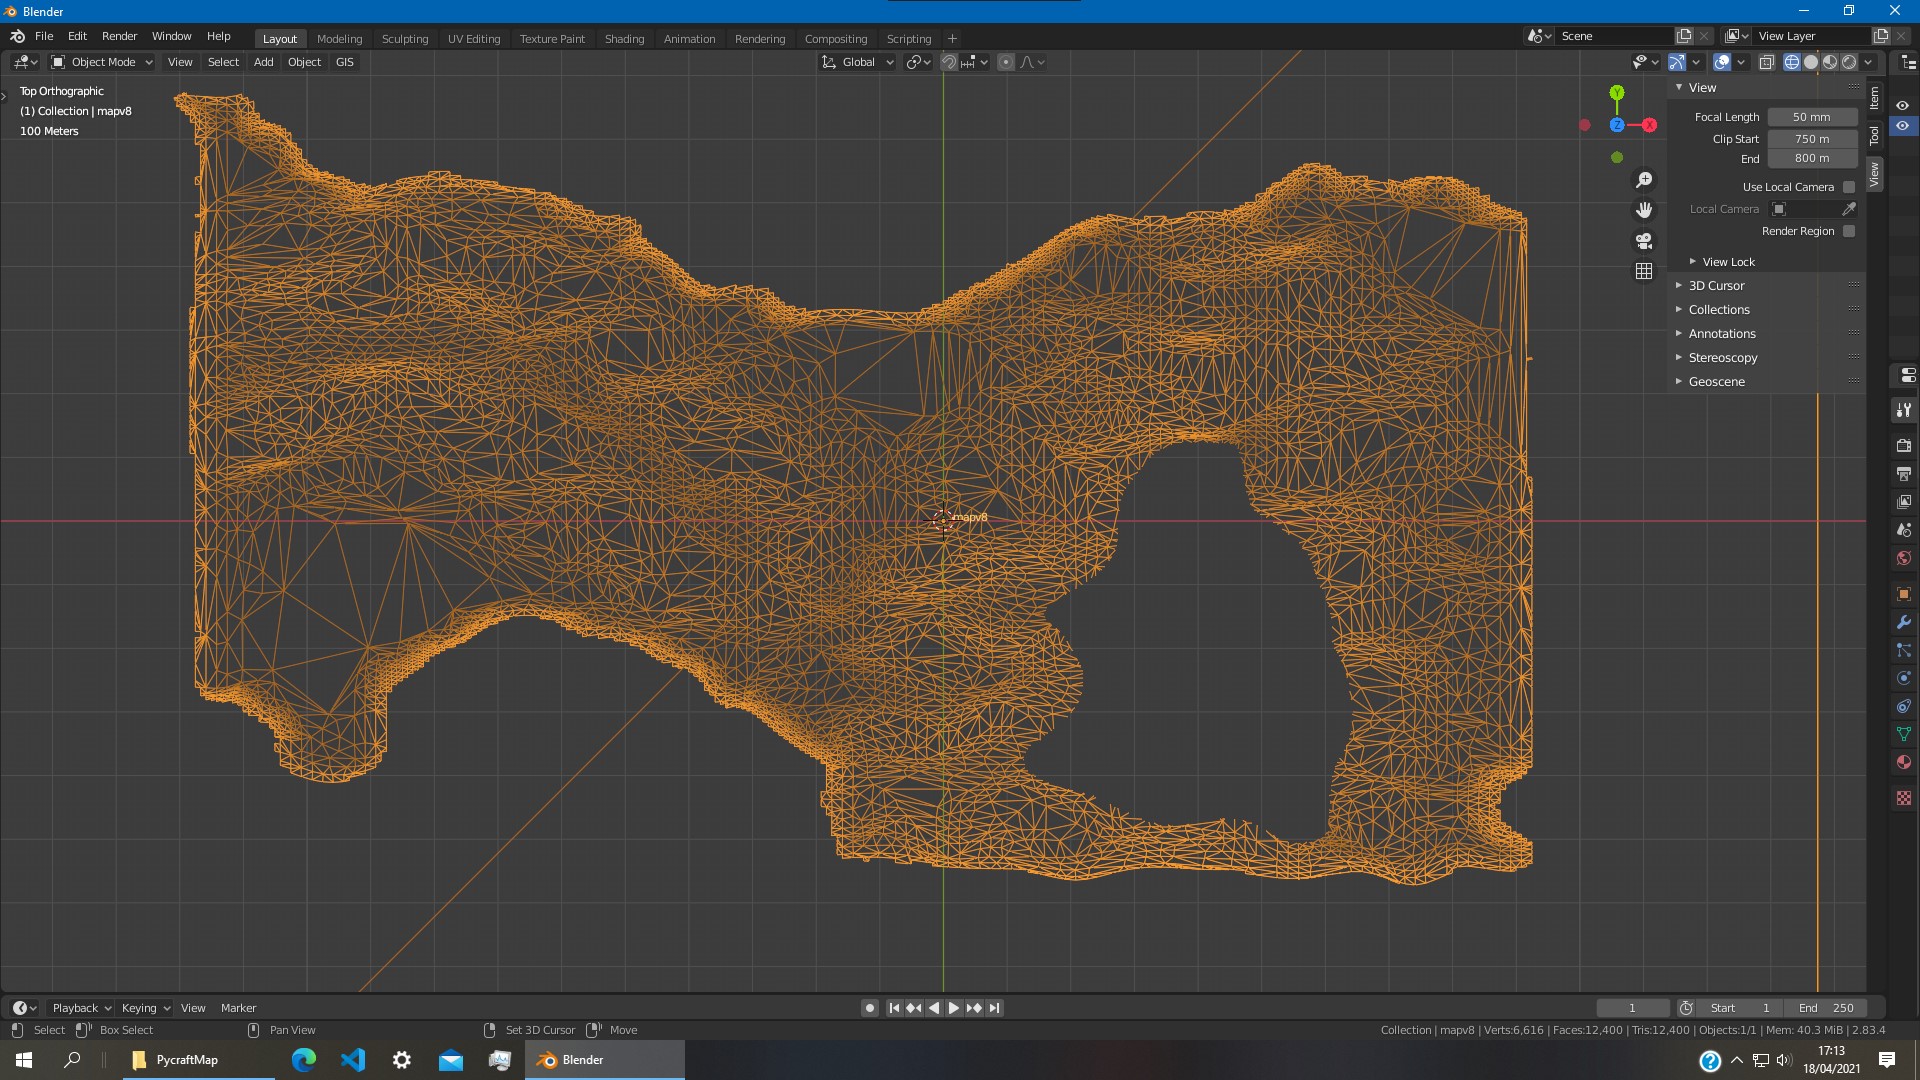 Blender
File Edit Render Window Help Layout Modeling Sculpting UV Editing Texture Paint Shading Animation Rendering Compositing Scripting + Scene View Layer
Object Mode View Select Add Object GIS Global
Top Orthographic
(1) Collection | mapv8
100 Meters
Y
Z
X
View
Focal Length 50 mm
Clip Start 750 m
End 800 m
Use Local Camera
Local Camera
Render Region
View Lock
3D Cursor
Collections
Annotations
Stereoscopy
Geoscene
Item
Tool
View
mapv8
Playback Keying View Marker 1 Start 1 End 250
Select Box Select Pan View Set 3D Cursor Move Collection | mapv8 | Verts:6,616 | Faces:12,400 | Tris:12,400 | Objects:1/1 | Mem: 40.3 MiB | 2.83.4
PycraftMap Blender
17:13
18/04/2021